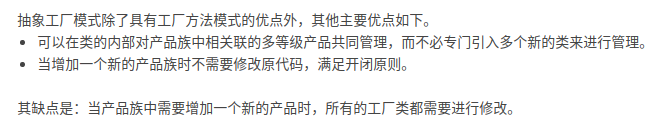 抽象工厂模式除了具有工厂方法模式的优点外，其他主要优点如下。
• 可以在类的内部对产品族中相关联的多等级产品共同管理，而不必专门引入多个新的类来进行管理。
• 当增加一个新的产品族时不需要修改原代码，满足开闭原则。
其缺点是：当产品族中需要增加一个新的产品时，所有的工厂类都需要进行修改。